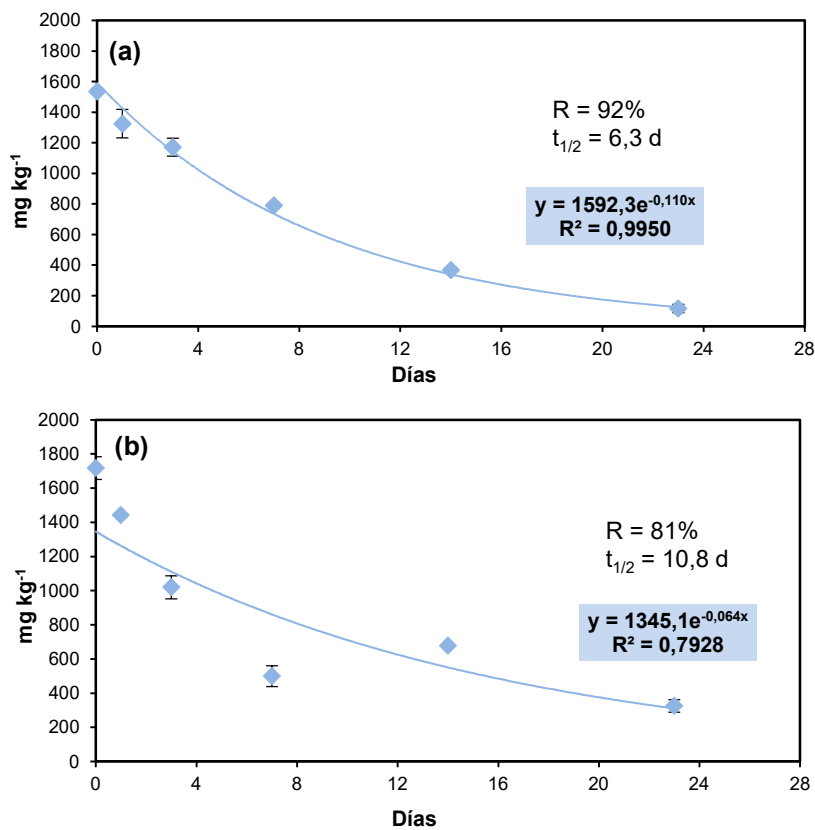 2000
(a)
1800
1600
1400
R = 92%
1200
t1/2 = 6,3 d
1000
mg kg-1
800
y = 1592,3e-0,110x
600
R² = 0,9950
400
200
0
0 4 8 12 16 20 24 28
Días
2000
(b)
1800
1600
1400
R = 81%
1200
t1/2 = 10,8 d
1000
mg kg-1
800
y = 1345,1e-0,064x
600
R² = 0,7928
400
200
0
0 4 8 12 16 20 24 28
Días